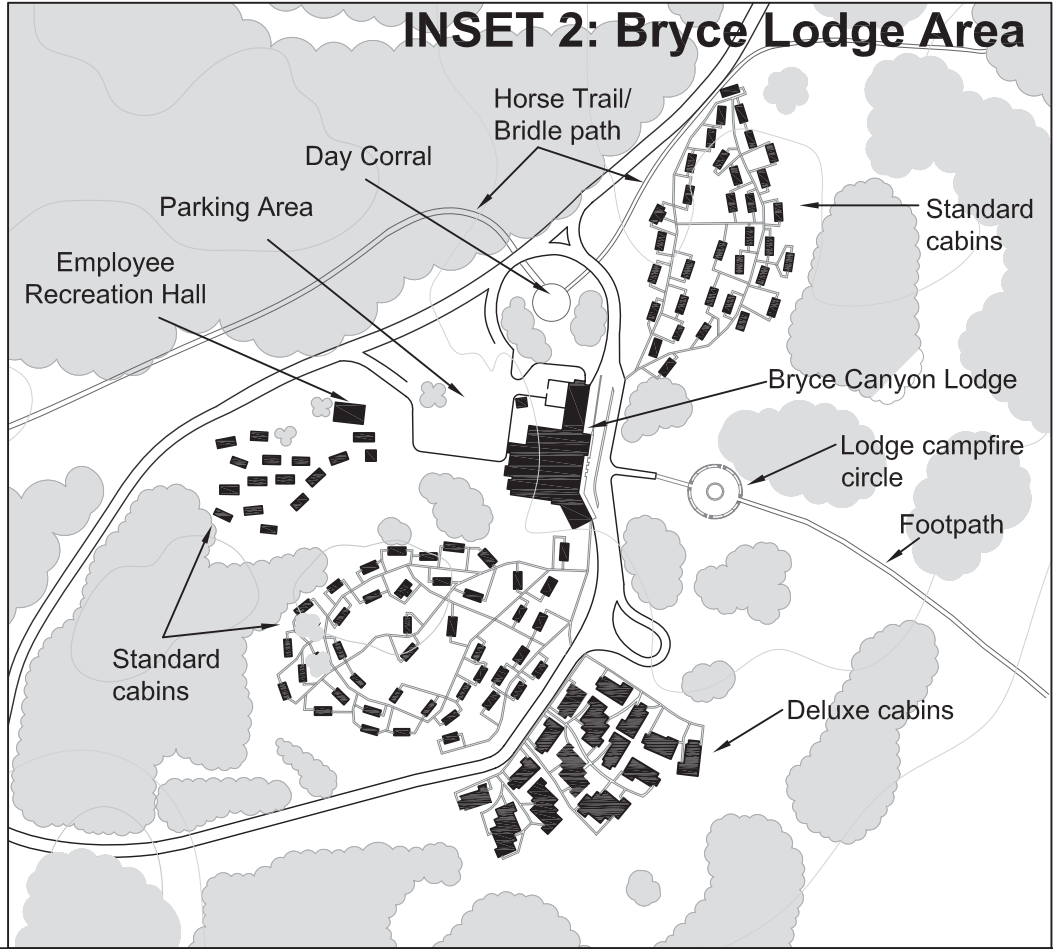 INSET 2: Bryce Lodge Area
Horse Trail/
Bridle path
Day Corral
Parking Area
Employee
Recreation Hall
Standard
cabins
Bryce Canyon Lodge
Lodge campfire
circle
Footpath
Standard
cabins
Deluxe cabins